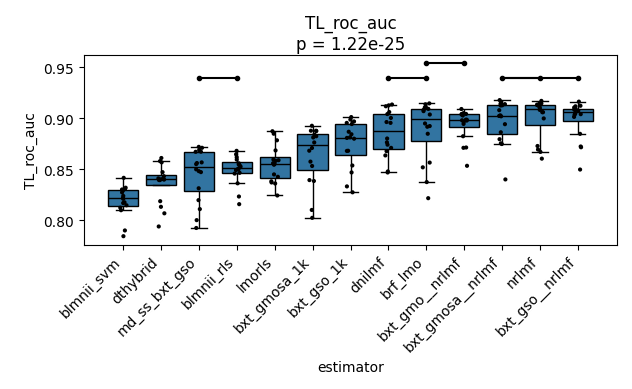 TL_roc_auc
p = 1.22e-25
TL_roc_auc
0.95
0.90
0.85
0.80
blmnii_svm
dthybrid
md_ss_bxt_gso
blmnii_rls
lmorls
bxt_gmosa_1k
bxt_gso_1k
dnilmf
brf_lmo
bxt_gmo__nrlmf
bxt_gmosa__nrlmf
nrlmf
bxt_gso__nrlmf
estimator